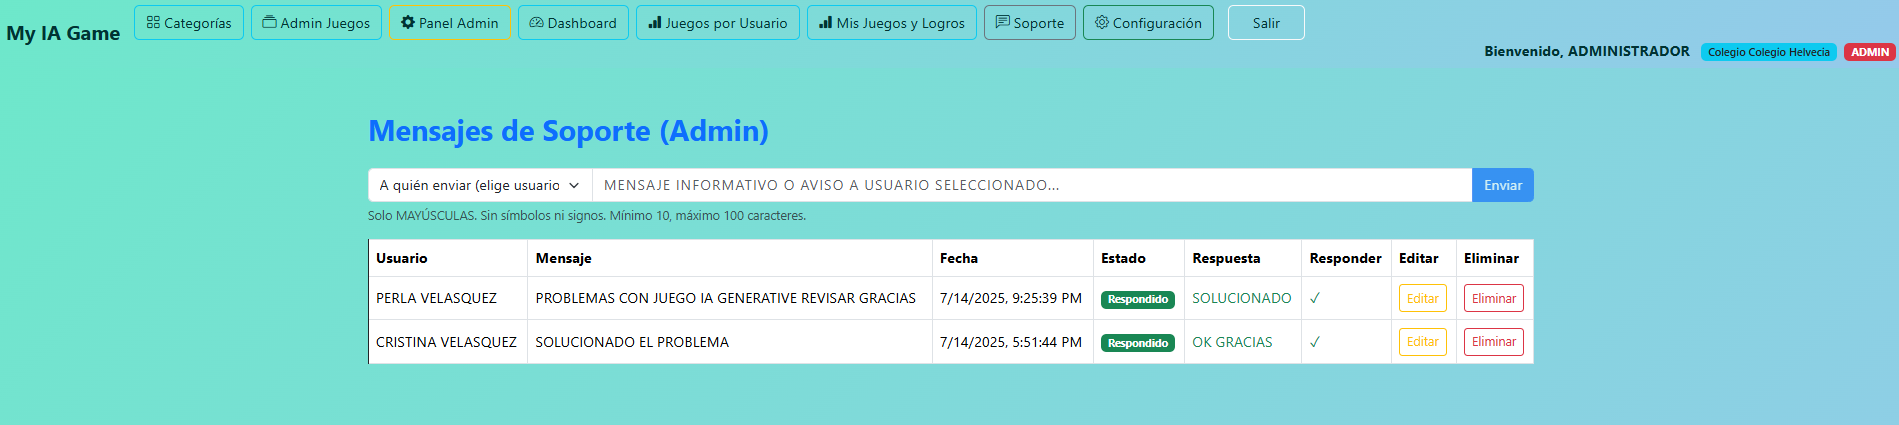 My IA Game
Categorías
Admin Juegos
Panel Admin
Dashboard
Juegos por Usuario
Mis Juegos y Logros
Soporte
Configuración
Salir
Bienvenido, ADMINISTRADOR Colegio Colegio Helvecia ADMIN
Mensajes de Soporte (Admin)
A quién enviar (elige usuario MENSAJE INFORMATIVO O AVISO A USUARIO SELECCIONADO... Enviar
Solo MAYÚSCULAS. Sin símbolos ni signos. Mínimo 10, máximo 100 caracteres.
Usuario Mensaje Fecha Estado Respuesta Responder Editar Eliminar
PERLA VELASQUEZ PROBLEMAS CON JUEGO IA GENERATIVE REVISAR GRACIAS 7/14/2025, 9:25:39 PM Respondido SOLUCIONADO ✓ Editar Eliminar
CRISTINA VELASQUEZ SOLUCIONADO EL PROBLEMA 7/14/2025, 5:51:44 PM Respondido OK GRACIAS ✓ Editar Eliminar